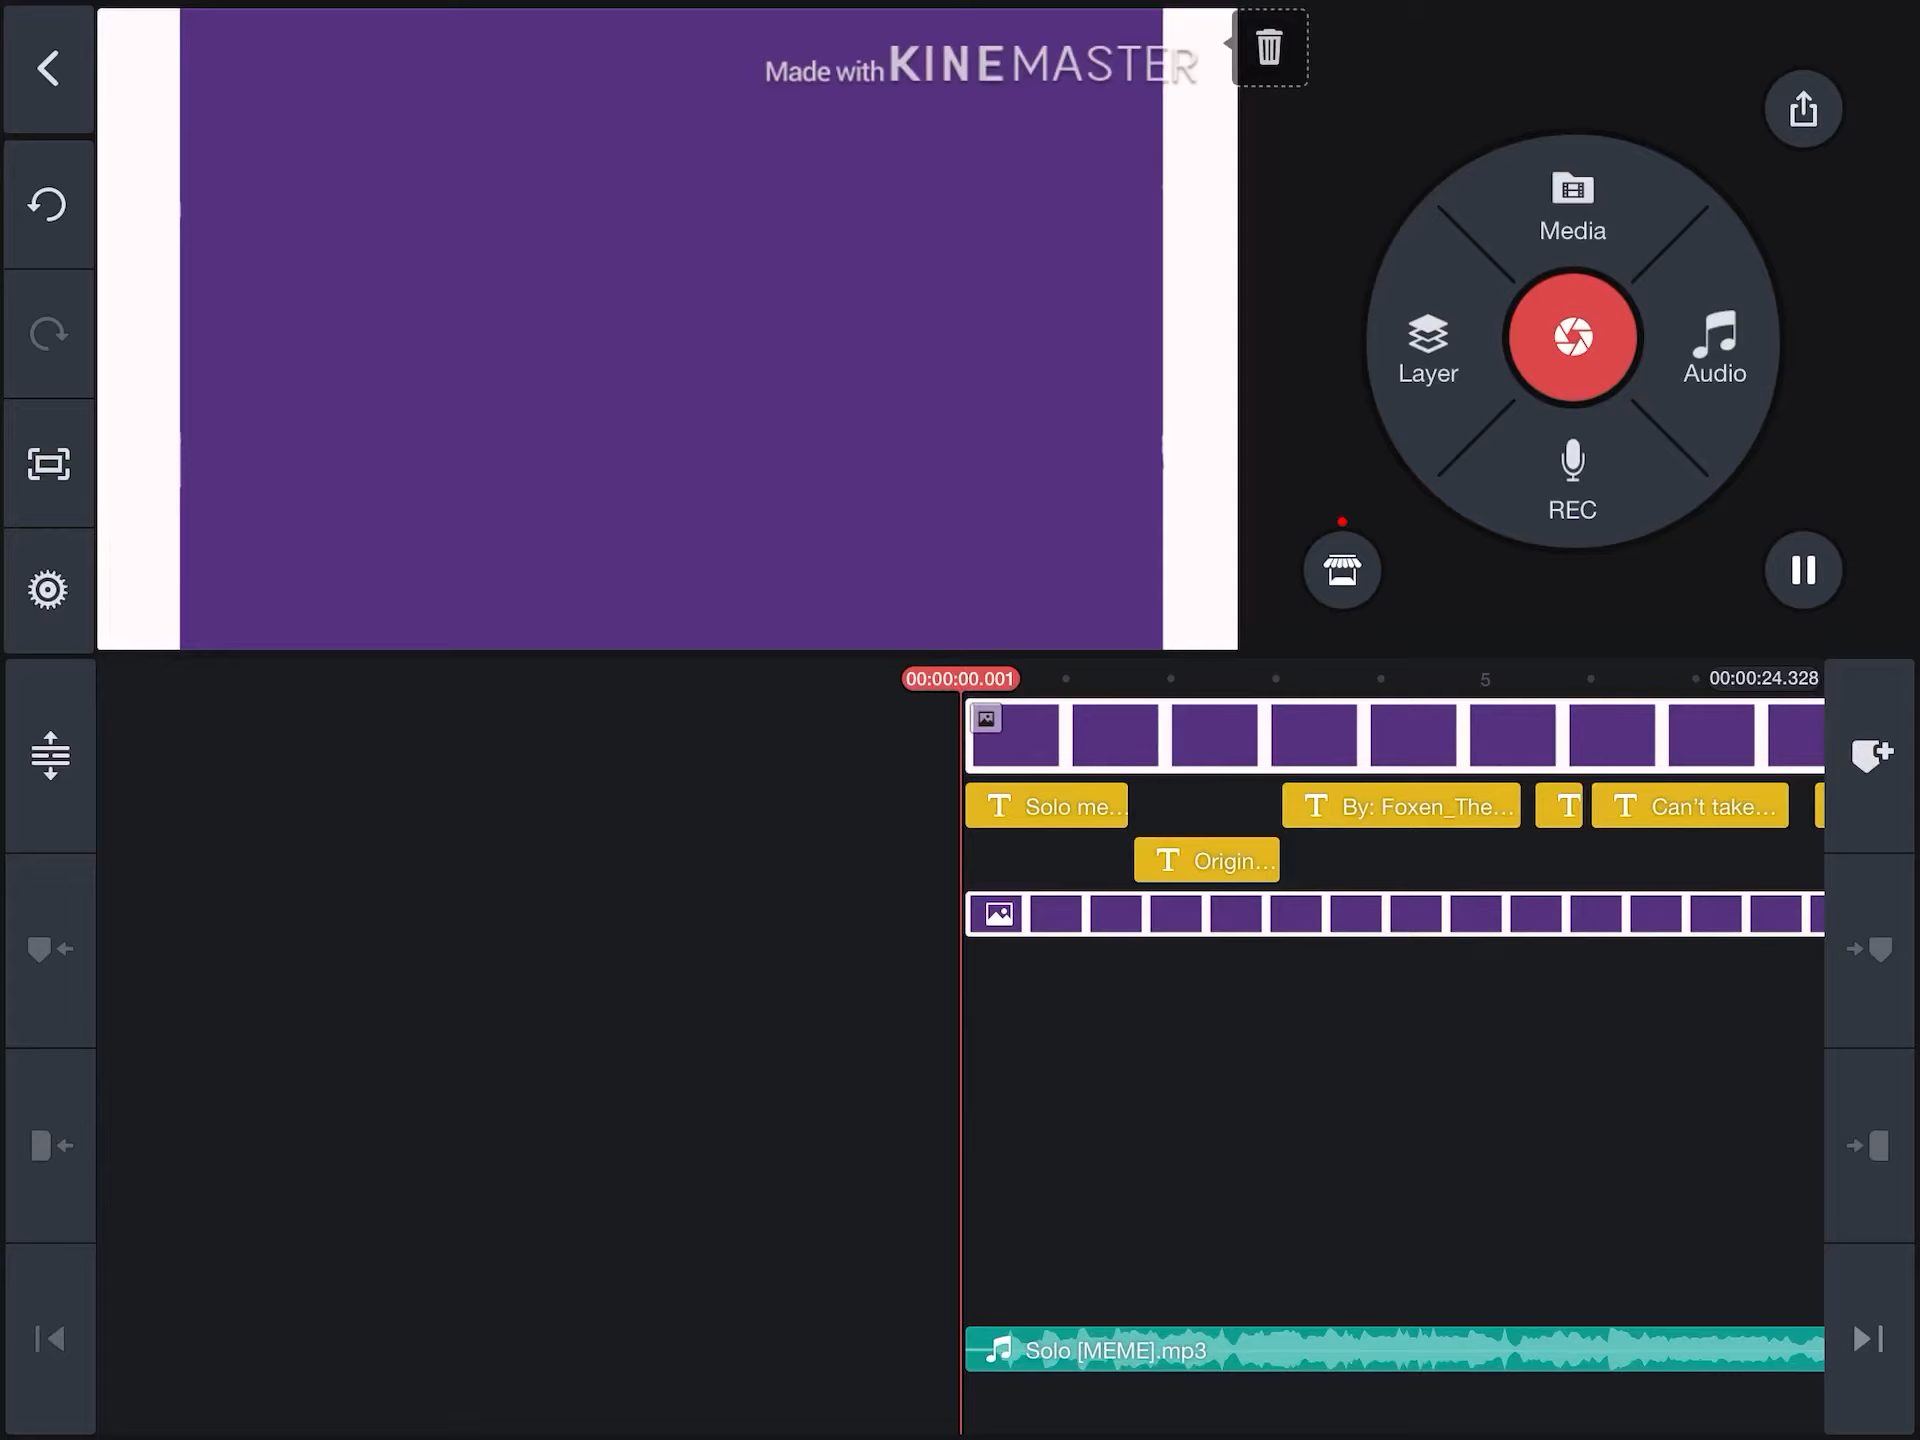 Made with KINEMASTER
Media
Layer
Audio
REC
00:00:00.001
5
00:00:24.328
Solo me...
By: Foxen_The...
T
Can't take...
Origin...
Solo [MEME].mp3